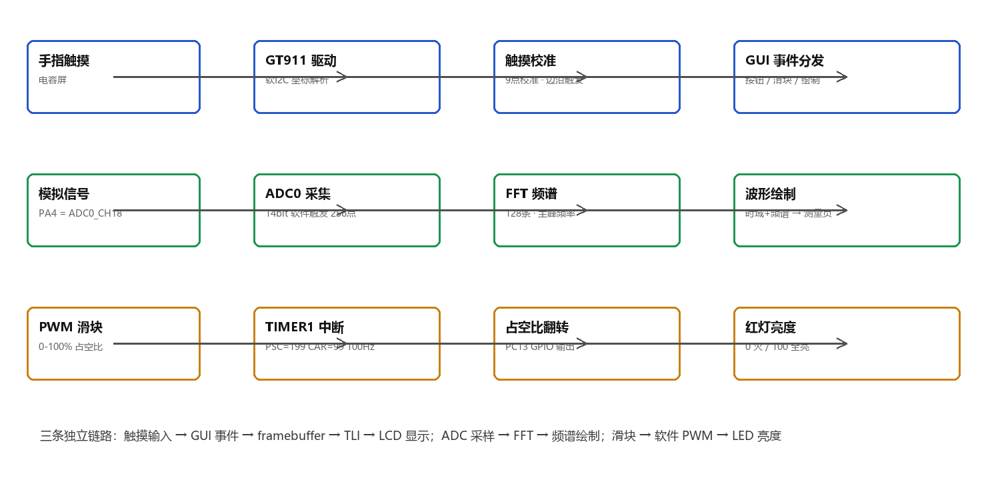 手指触摸
电容屏
GT911 驱动
软I2C 坐标解析
触摸校准
9点校准 · 边沿触发
GUI 事件分发
按钮 / 滑块 / 绘制
模拟信号
PA4 = ADC0_CH18
ADC0 采集
14bit 软件触发 256点
FFT 频谱
128条 · 主峰频率
波形绘制
时域+频谱 → 测量页
PWM 滑块
0-100% 占空比
TIMER1 中断
PSC=199 CAR=99 100Hz
占空比翻转
PC13 GPIO 输出
红灯亮度
0 灭 / 100 全亮
三条独立链路：触摸输入 → GUI 事件 → framebuffer → TLI → LCD 显示；ADC 采样 → FFT → 频谱绘制；滑块 → 软件 PWM → LED 亮度